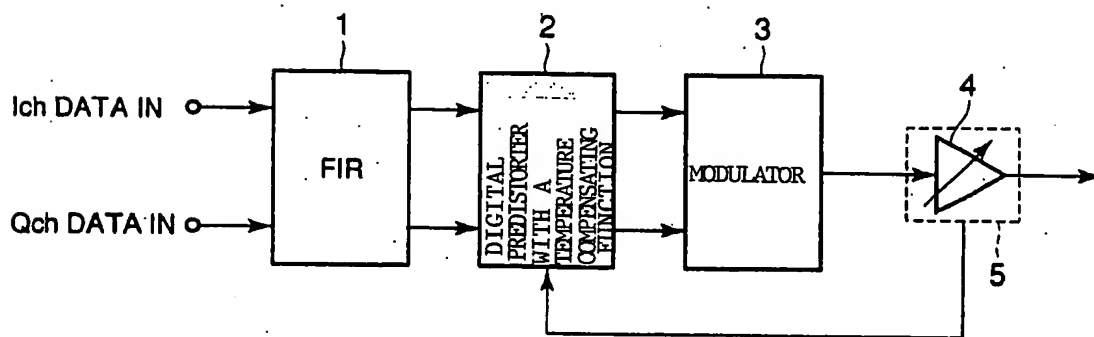 1
2
3
4
5
Ich DATA IN
Qch DATA IN
FIR
DIGITAL
PREDISTORTER
WITH A
TEMPERATURE
COMPENSATING
FUNCTION
MODULATOR